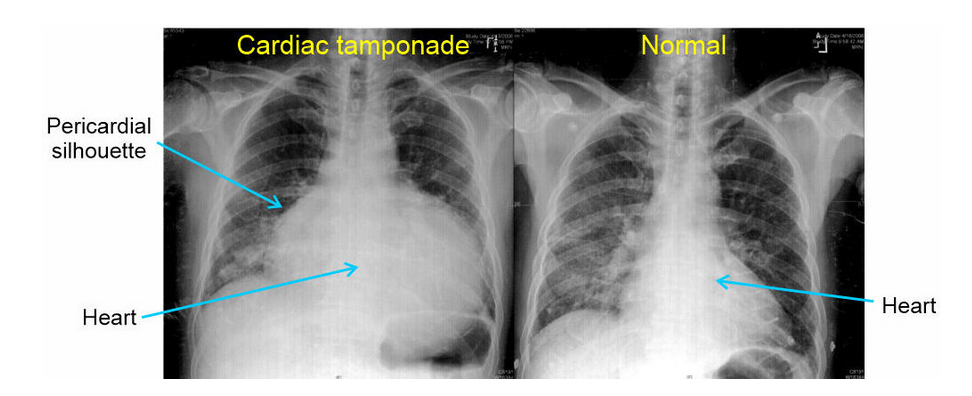 Cardiac tamponade
Normal
Pericardial
silhouette
Heart
Heart